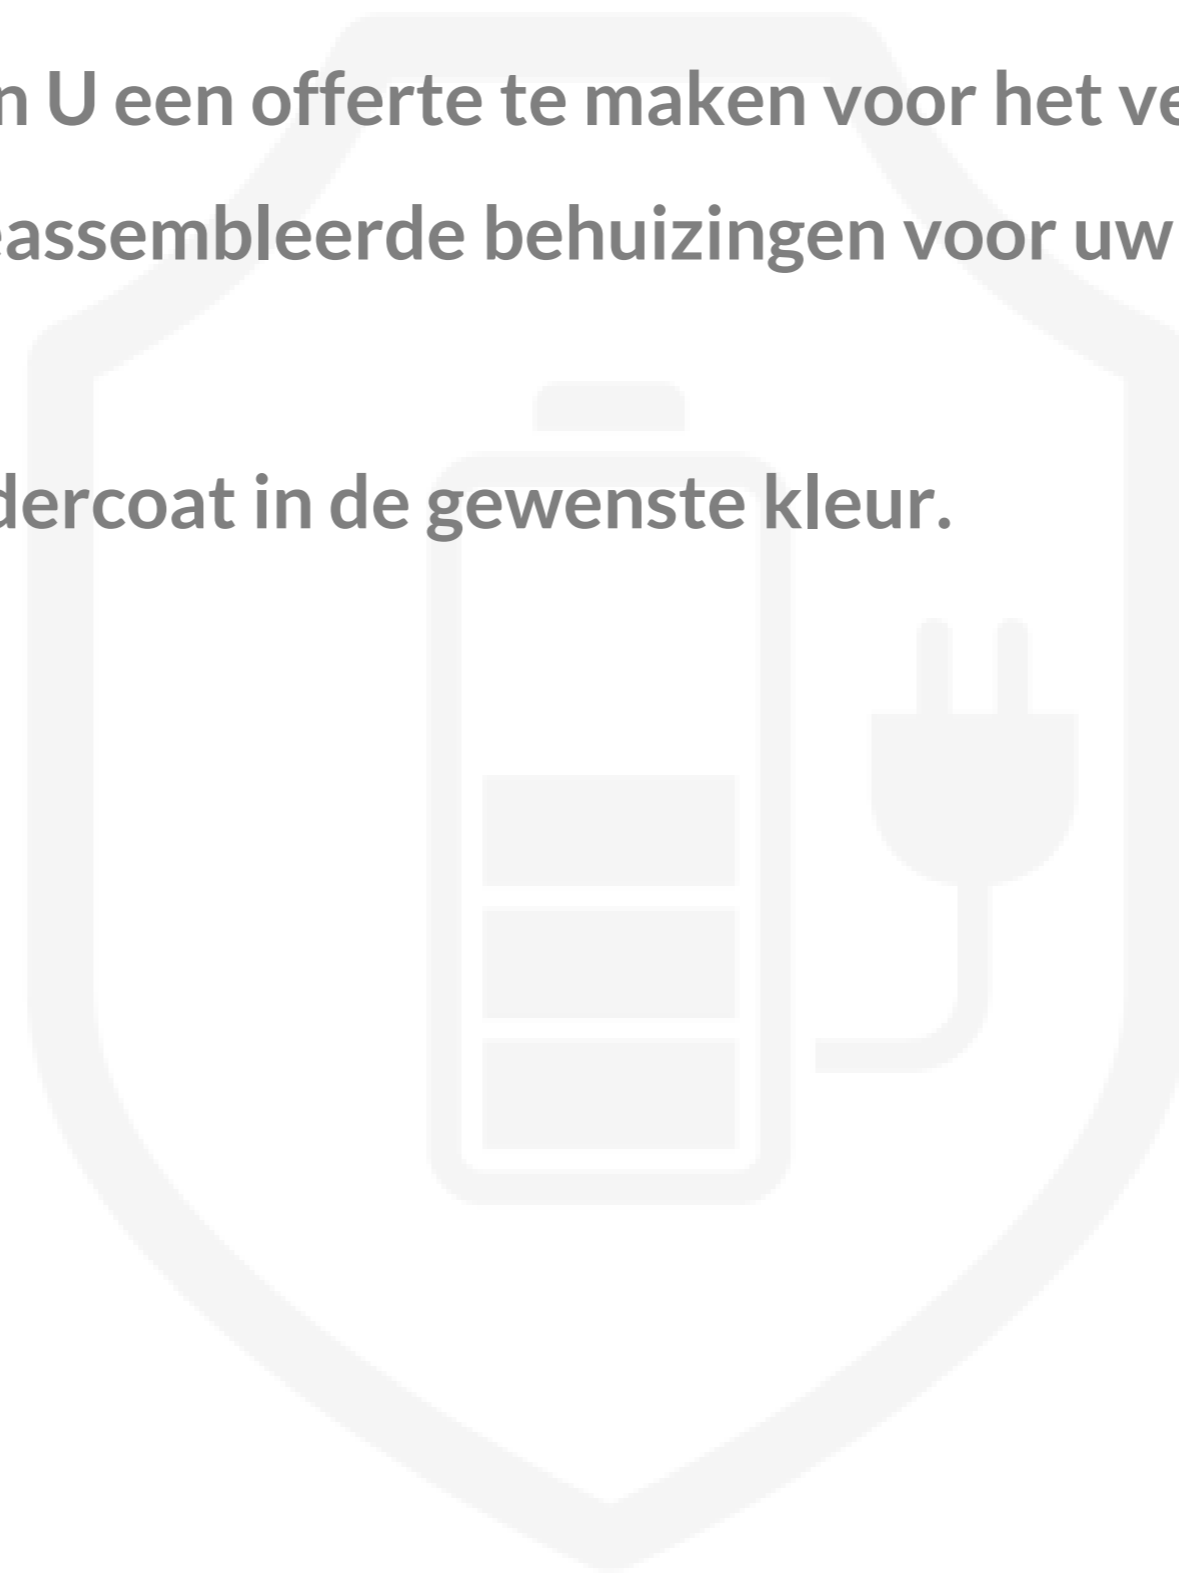 n U een offerte te maken voor het ve
eassembleerde behuizingen voor uw
dercoat in de gewenste kleur.